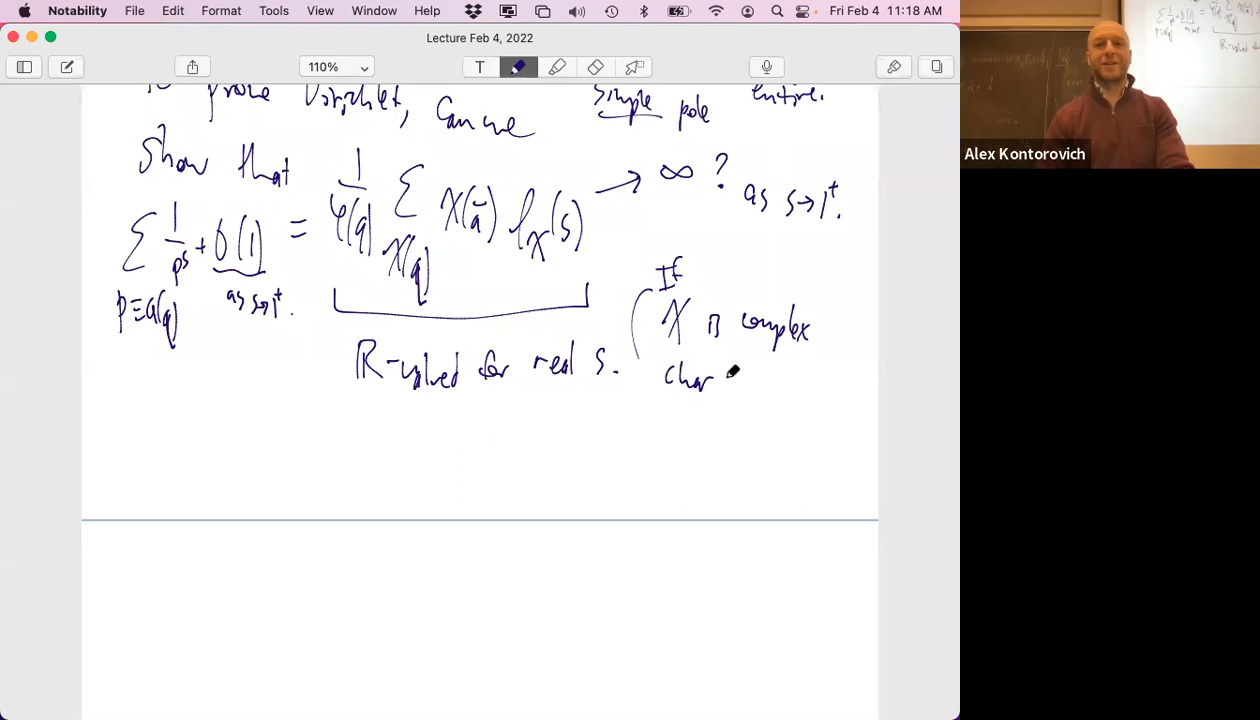 Notability File Edit Format Tools View Window Help Fri Feb 4 11:18 AM
Lecture Feb 4, 2022
110%
T
Alex Kontorovich
to prove Dirichlet, can we
simple pole
entire.
show that
∑ 1/p^s + O(1) = 1/φ(q) ∑ χ(ā) ℓ_χ(s) → ∞ ? as s→1⁺.
p≡a(q)
as s→1⁺.
χ(q)
ℝ-valued for real s.
If
χ is complex
char